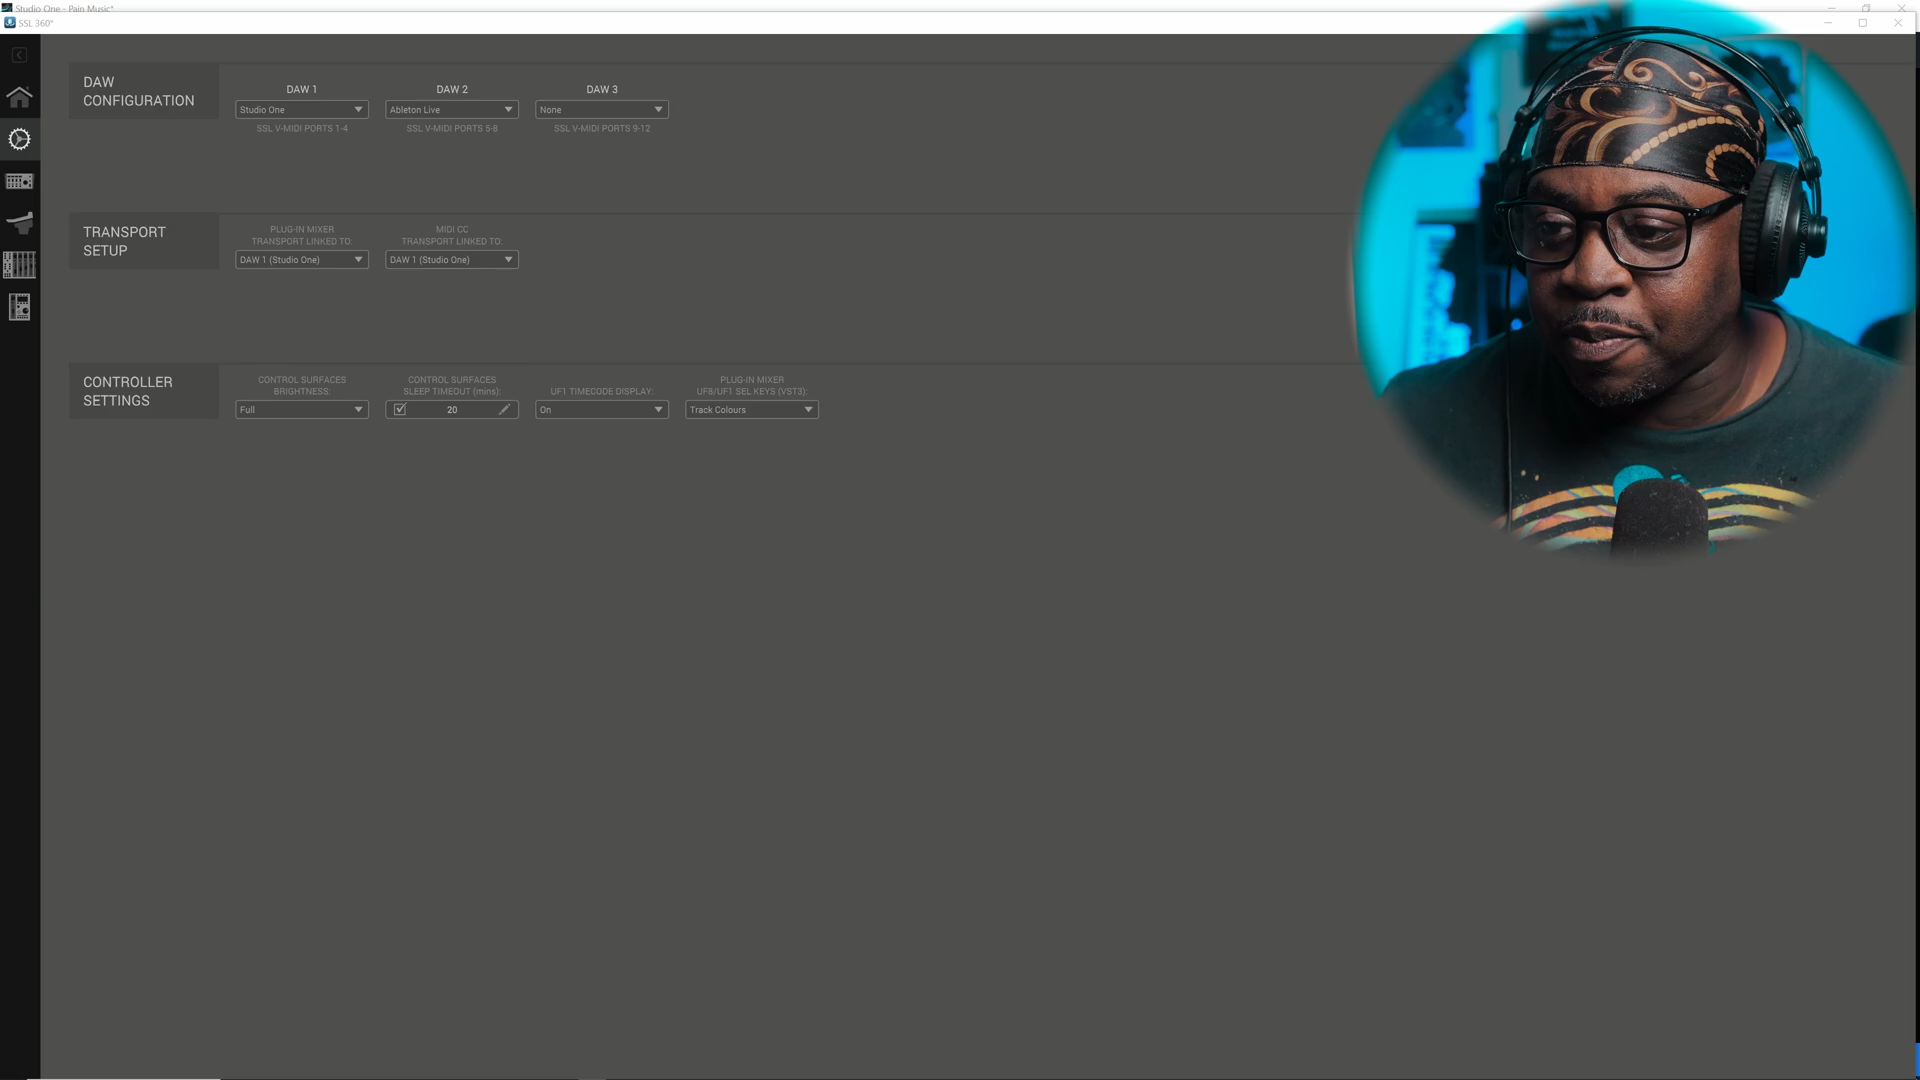 Studio One - Pain Music*
SSL 360°
DAW
CONFIGURATION
DAW 1
DAW 2
DAW 3
Studio One
Ableton Live
None
SSL V-MIDI PORTS 1-4
SSL V-MIDI PORTS 5-8
SSL V-MIDI PORTS 9-12
TRANSPORT
SETUP
PLUG-IN MIXER
TRANSPORT LINKED TO:
MIDI CC
TRANSPORT LINKED TO:
DAW 1 (Studio One)
DAW 1 (Studio One)
CONTROLLER
SETTINGS
CONTROL SURFACES
BRIGHTNESS:
CONTROL SURFACES
SLEEP TIMEOUT (mins):
UF1 TIMECODE DISPLAY:
PLUG-IN MIXER
UF8/UF1 SEL KEYS (VST3):
Full
20
On
Track Colours